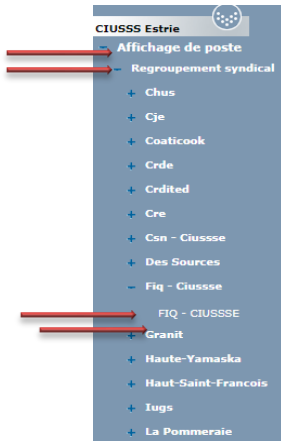 CIUSSS Estrie
Affichage de poste
Regroupement syndical
Chus
Cje
Coaticook
Crde
Crdited
Cre
Csn - Ciussse
Des Sources
Fiq - Ciussse
FIQ - CIUSSSE
Granit
Haute-Yamaska
Haut-Saint-Francois
Iugs
La Pommeraie